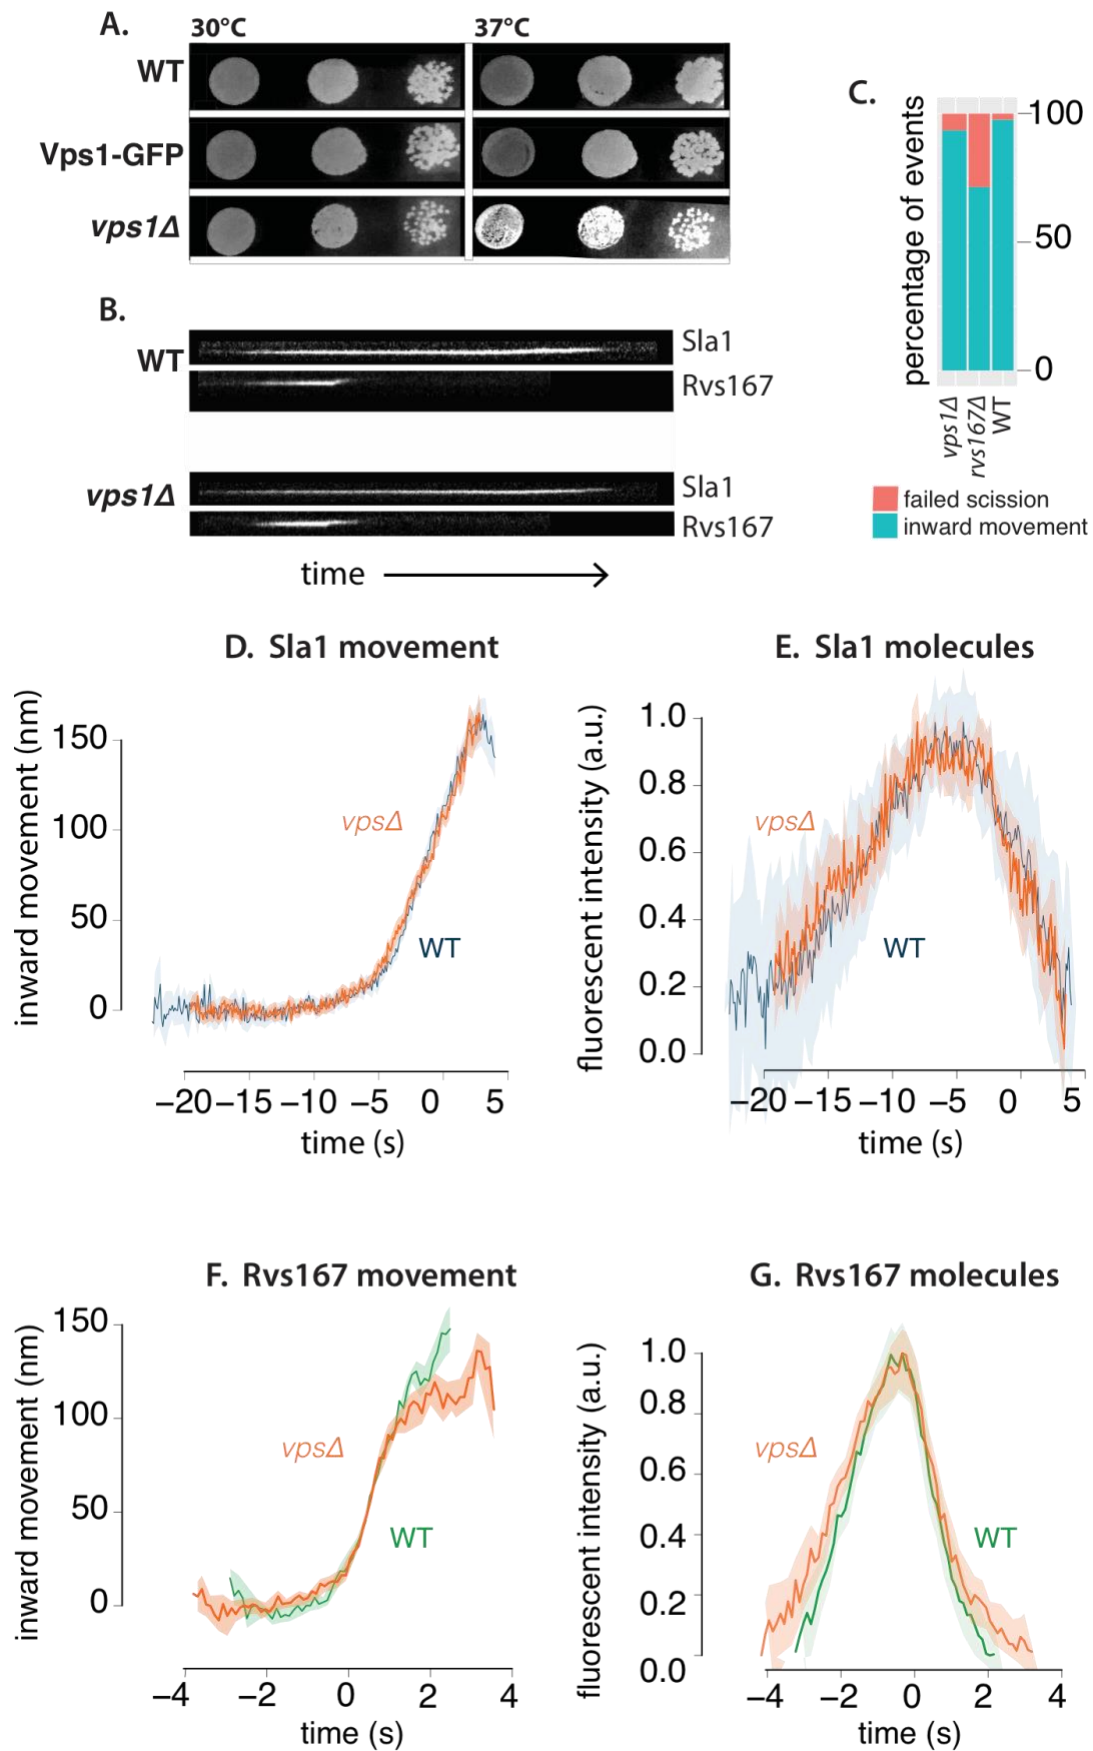 A.
30°C 37°C
WT
Vps1-GFP
vps1Δ
B.
WT
Sla1
Rvs167
vps1Δ
Sla1
Rvs167
time
C.
percentage of events
100
50
0
vps1Δ
rvs167Δ
WT
failed scission
inward movement
D. Sla1 movement
inward movement (nm)
150
100
50
0
vpsΔ
WT
−20 −15 −10 −5 0 5
time (s)
E. Sla1 molecules
fluorescent intensity (a.u.)
1.0
0.8
0.6
0.4
0.2
0.0
vpsΔ
WT
−20 −15 −10 −5 0 5
time (s)
F. Rvs167 movement
inward movement (nm)
150
100
50
0
vpsΔ
WT
−4 −2 0 2 4
time (s)
G. Rvs167 molecules
fluorescent intensity (a.u.)
1.0
0.8
0.6
0.4
0.2
0.0
vpsΔ
WT
−4 −2 0 2 4
time (s)